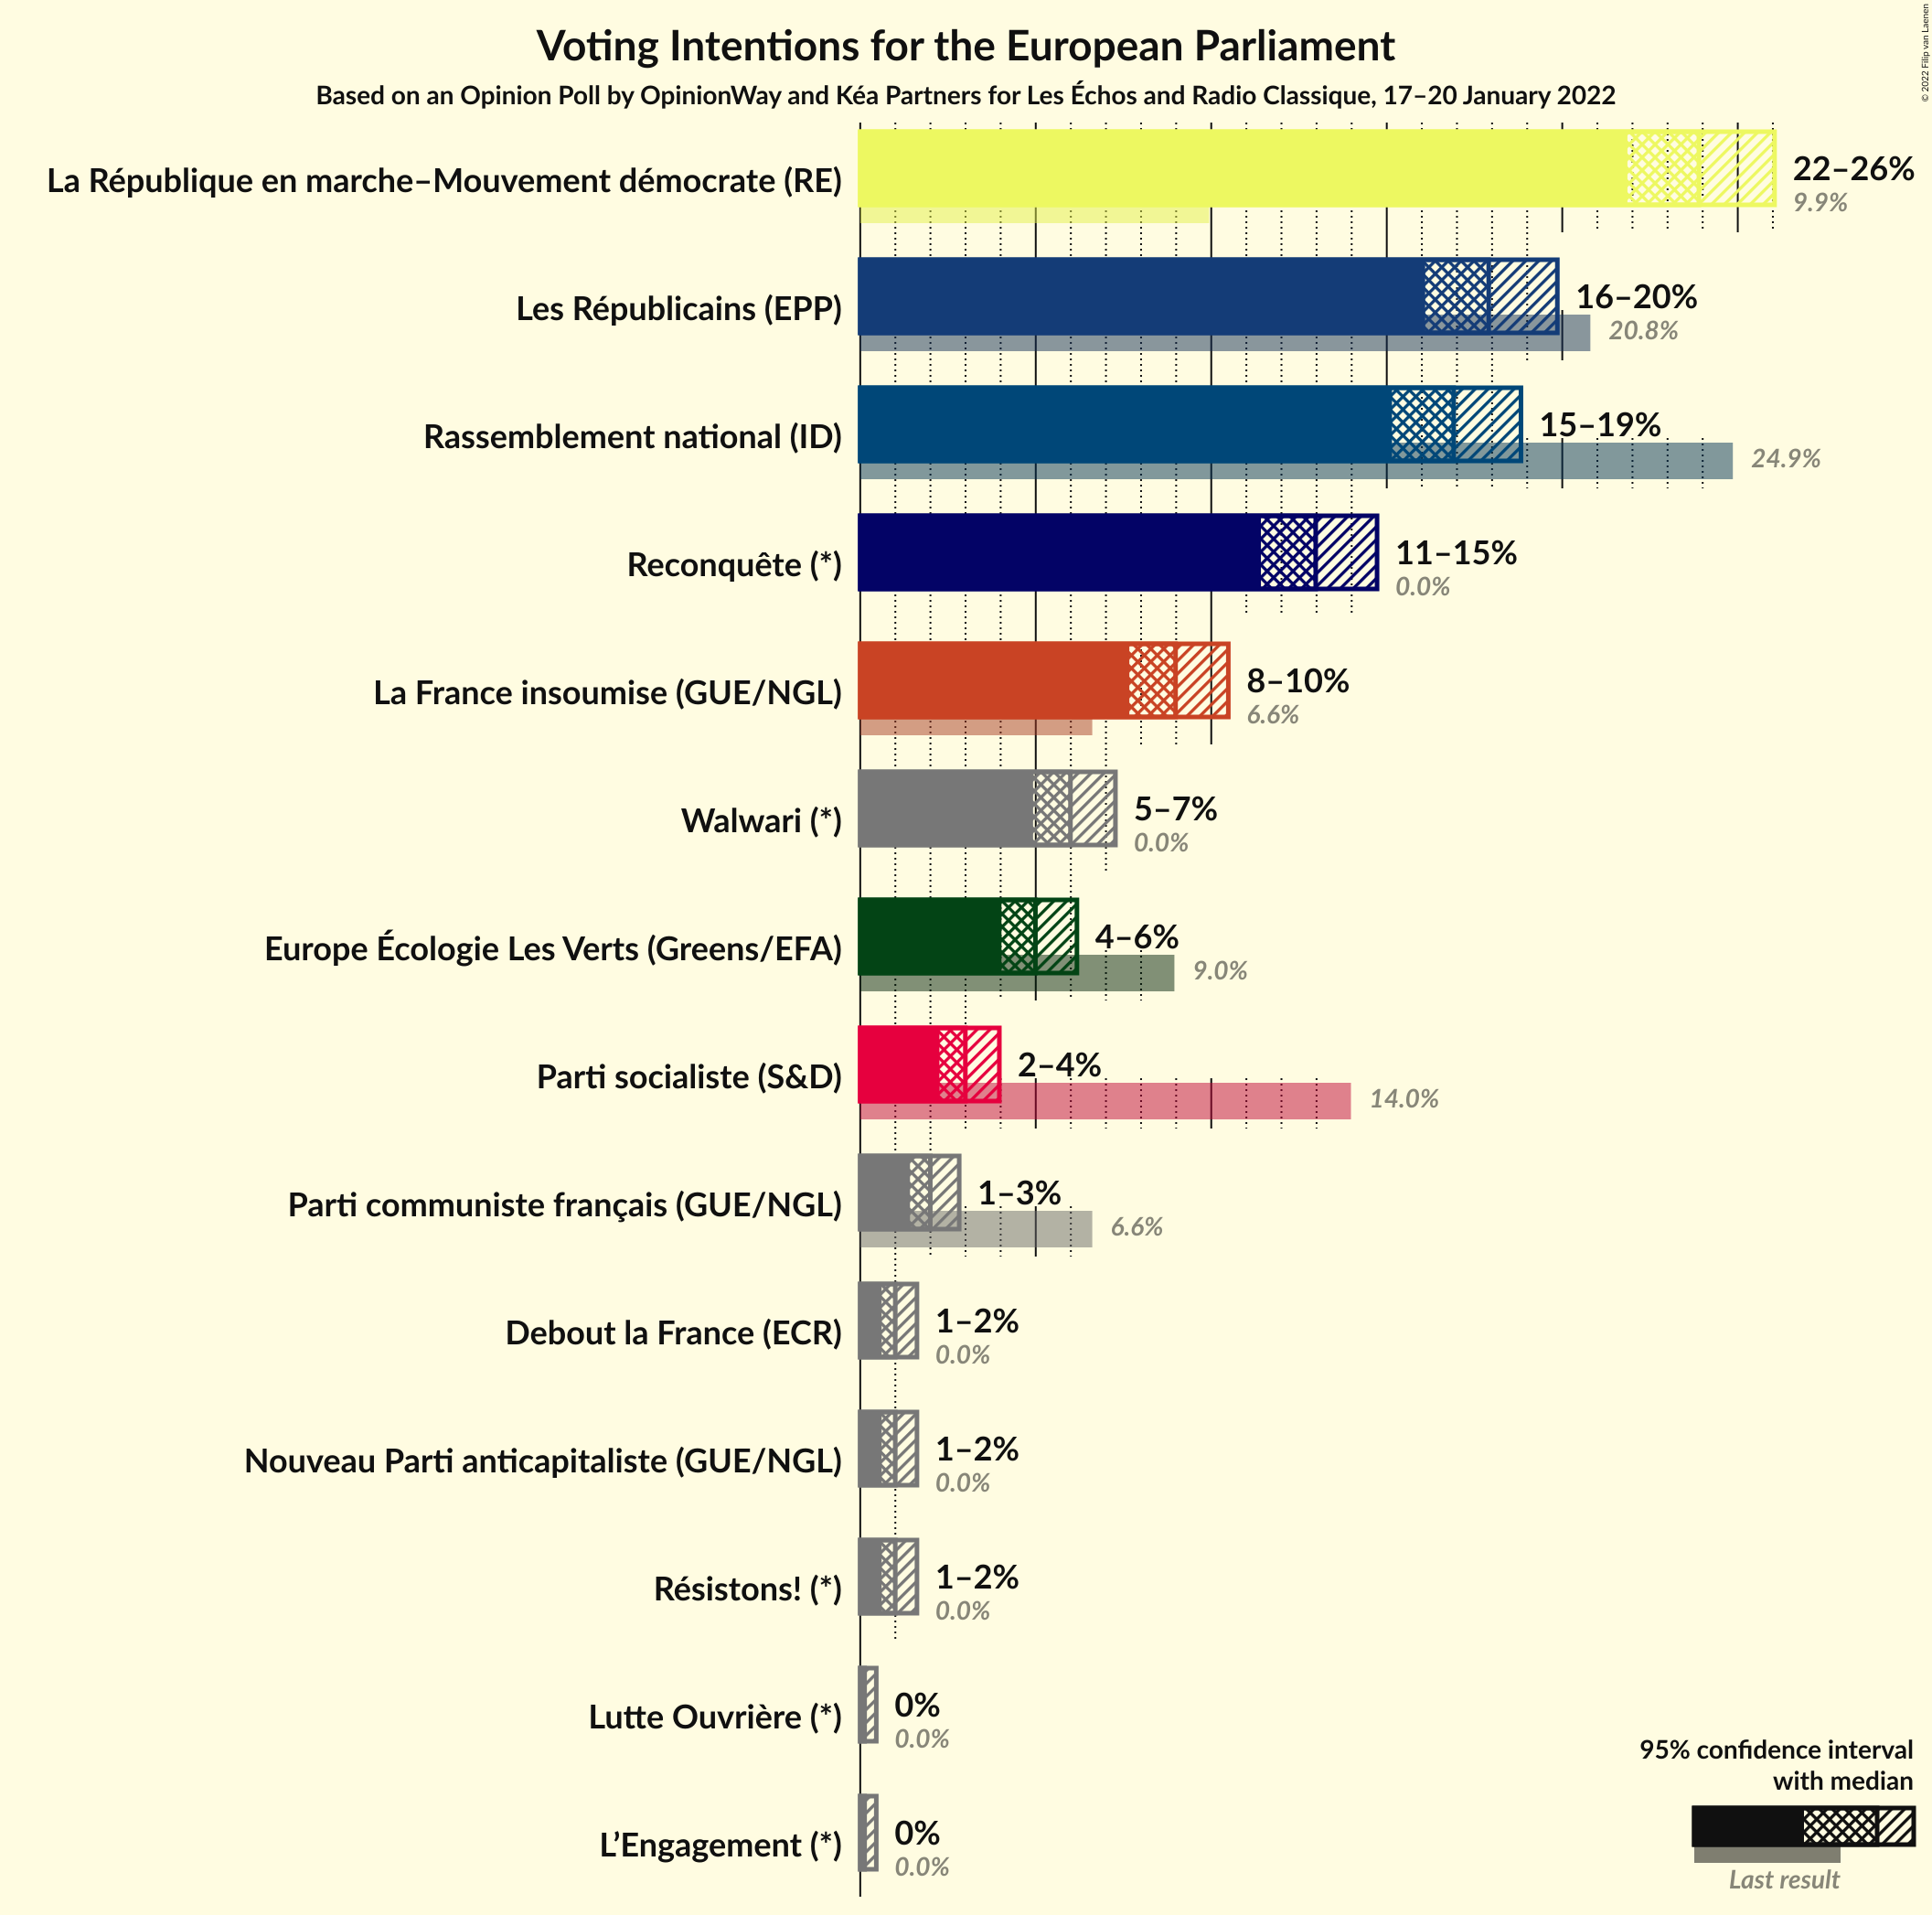 © 2022 Filip van Laenen
Voting Intentions for the European Parliament
Based on an Opinion Poll by OpinionWay and Kéa Partners for Les Échos and Radio Classique, 17–20 January 2022
La République en marche–Mouvement démocrate (RE)
22–26%
9.9%
Les Républicains (EPP)
16–20%
20.8%
Rassemblement national (ID)
15–19%
24.9%
Reconquête (*)
11–15%
0.0%
La France insoumise (GUE/NGL)
8–10%
6.6%
Walwari (*)
5–7%
0.0%
Europe Écologie Les Verts (Greens/EFA)
4–6%
9.0%
Parti socialiste (S&D)
2–4%
14.0%
Parti communiste français (GUE/NGL)
1–3%
6.6%
Debout la France (ECR)
1–2%
0.0%
Nouveau Parti anticapitaliste (GUE/NGL)
1–2%
0.0%
Résistons! (*)
1–2%
0.0%
Lutte Ouvrière (*)
0%
0.0%
L’Engagement (*)
0%
0.0%
95% confidence interval
with median
Last result